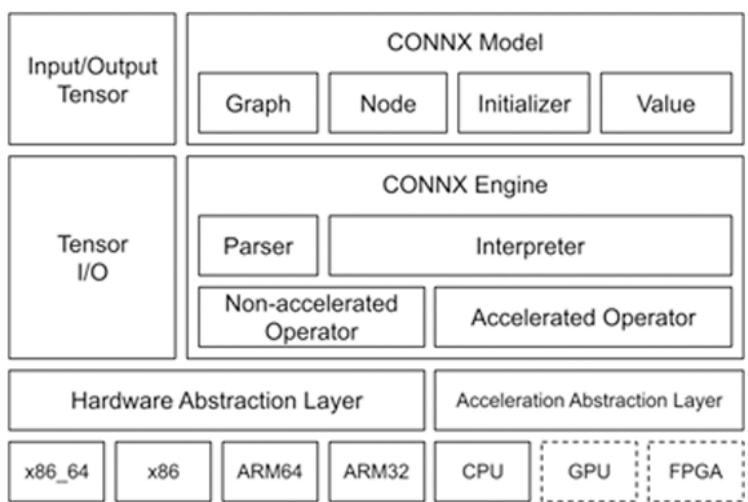 Input/Output
Tensor
CONNX Model
Graph
Node
Initializer
Value
Tensor
I/O
CONNX Engine
Parser
Interpreter
Non-accelerated
Operator
Accelerated Operator
Hardware Abstraction Layer
Acceleration Abstraction Layer
x86_64
x86
ARM64
ARM32
CPU
GPU
FPGA